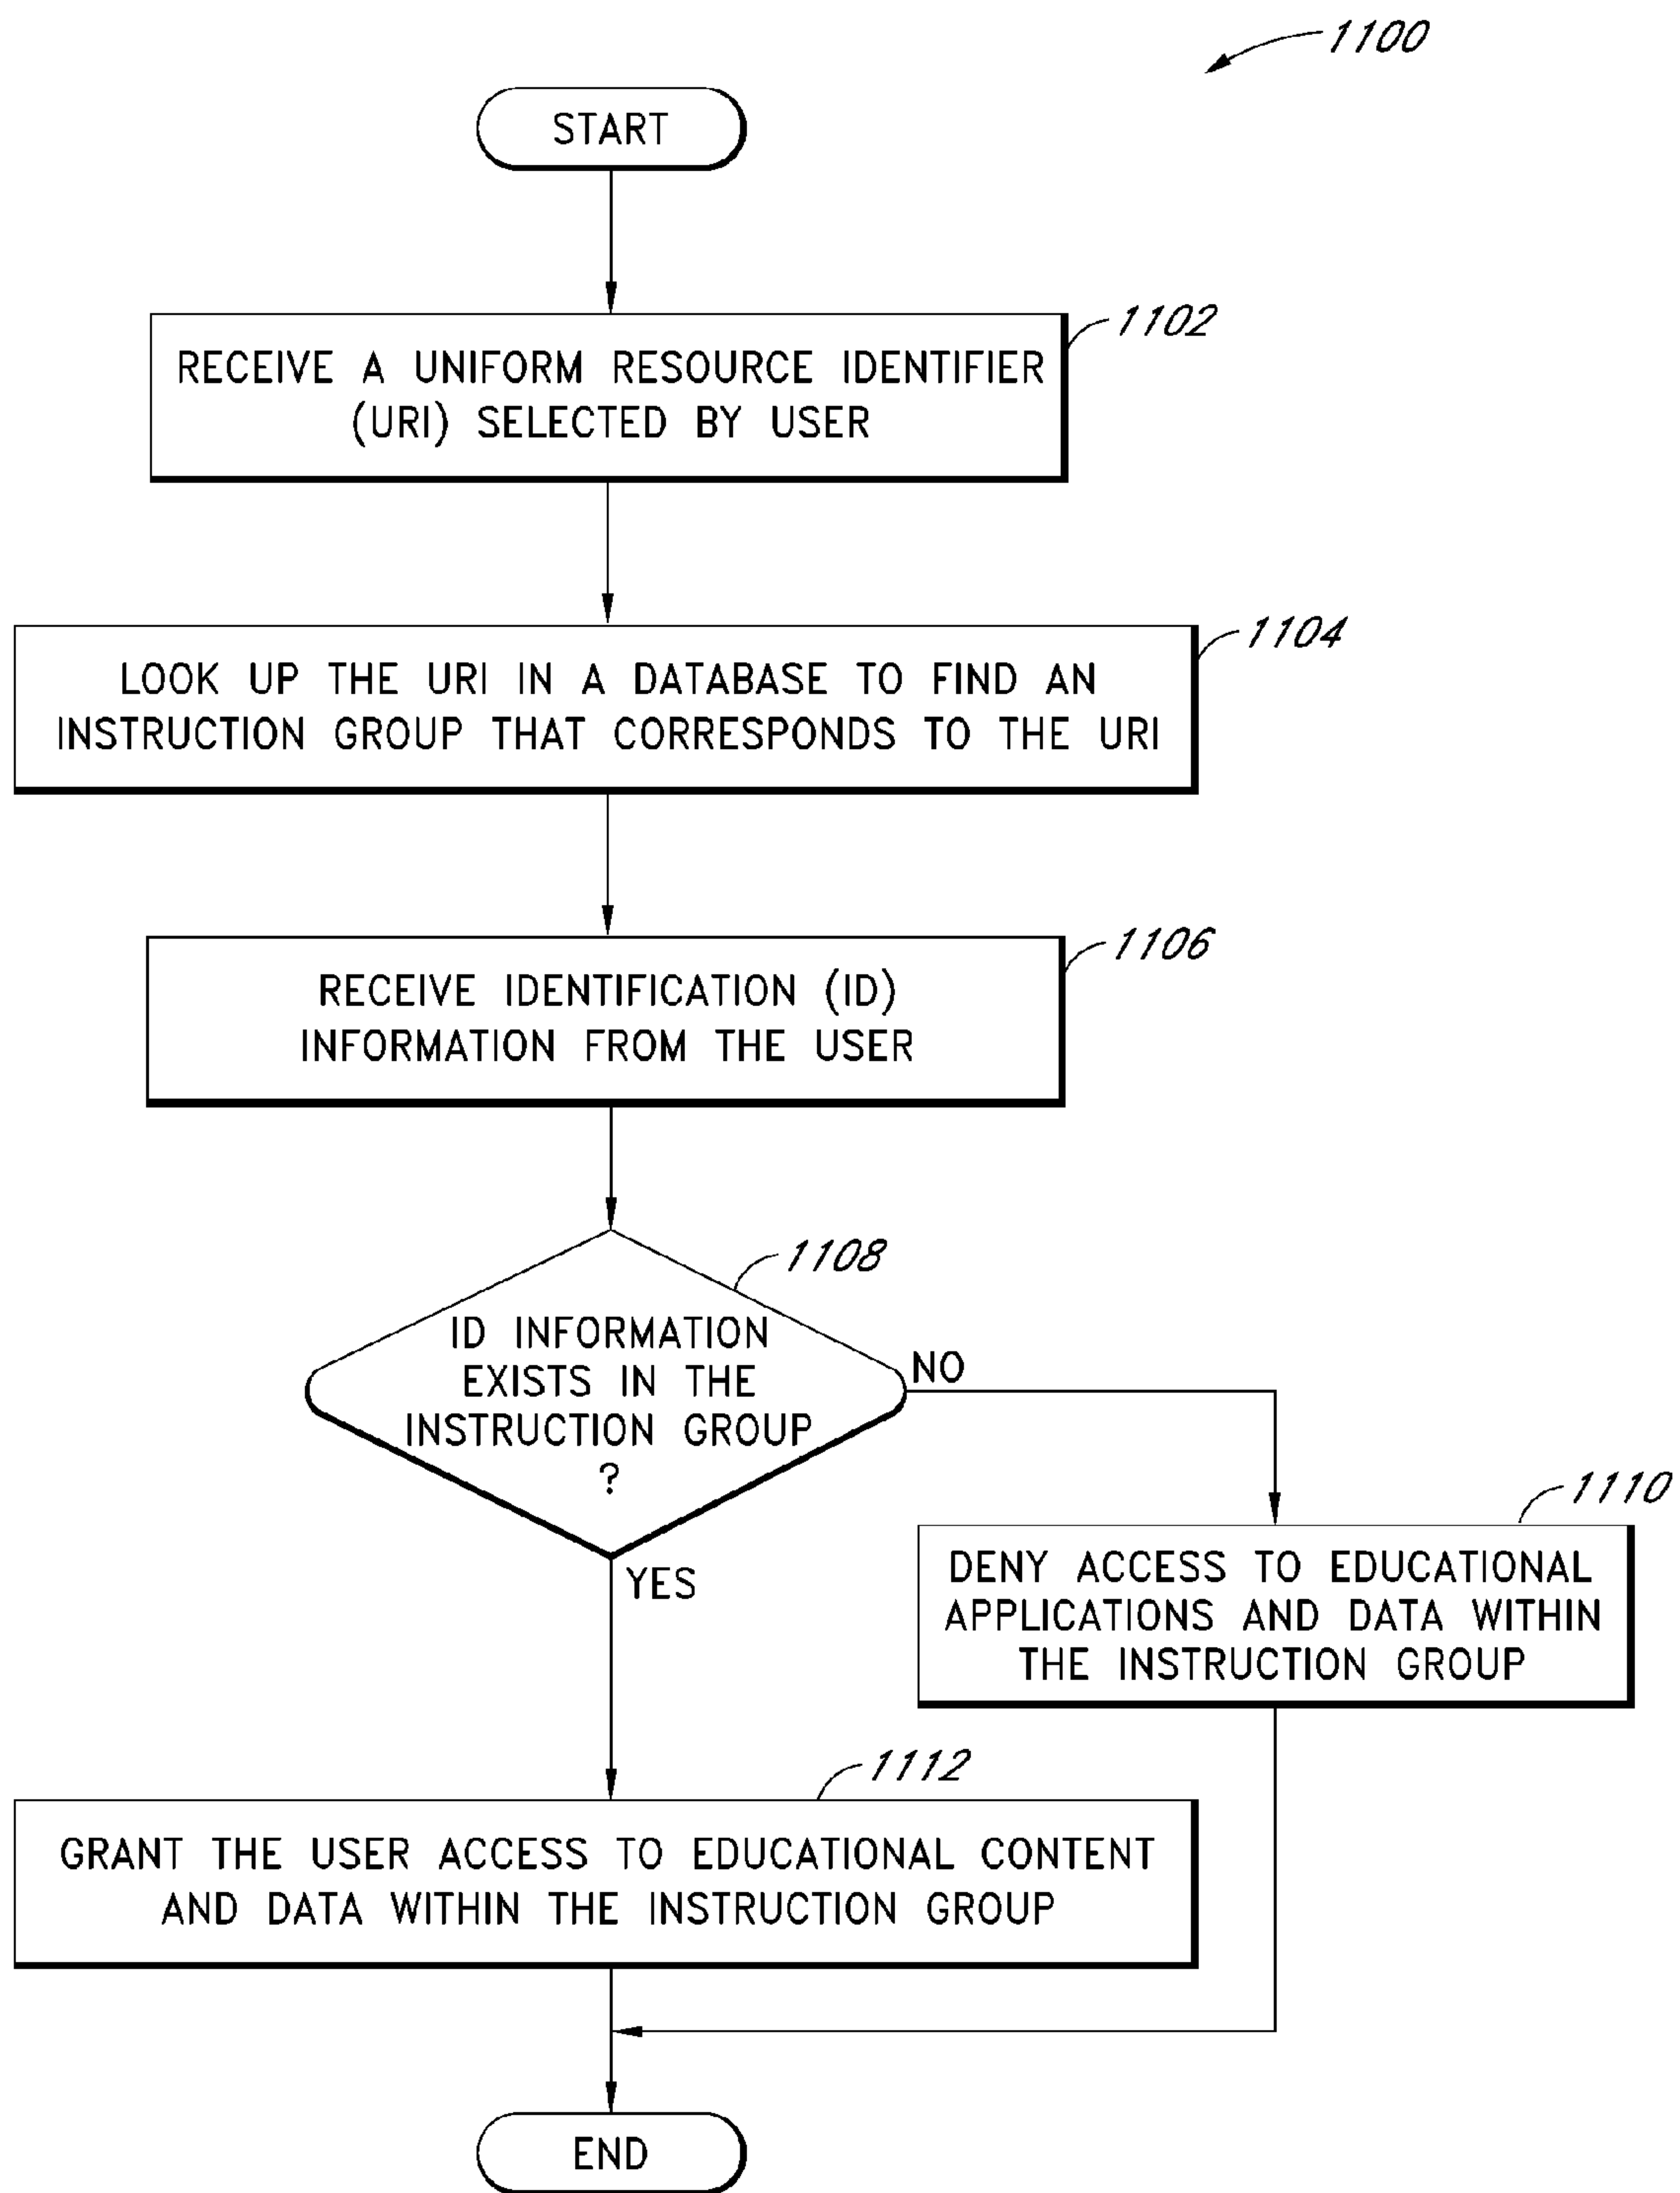 1100
START
1102
RECEIVE A UNIFORM RESOURCE IDENTIFIER
(URI) SELECTED BY USER
1104
LOOK UP THE URI IN A DATABASE TO FIND AN
INSTRUCTION GROUP THAT CORRESPONDS TO THE URI
1106
RECEIVE IDENTIFICATION (ID)
INFORMATION FROM THE USER
1108
ID INFORMATION
EXISTS IN THE
INSTRUCTION GROUP
?
NO
YES
1110
DENY ACCESS TO EDUCATIONAL
APPLICATIONS AND DATA WITHIN
THE INSTRUCTION GROUP
1112
GRANT THE USER ACCESS TO EDUCATIONAL CONTENT
AND DATA WITHIN THE INSTRUCTION GROUP
END